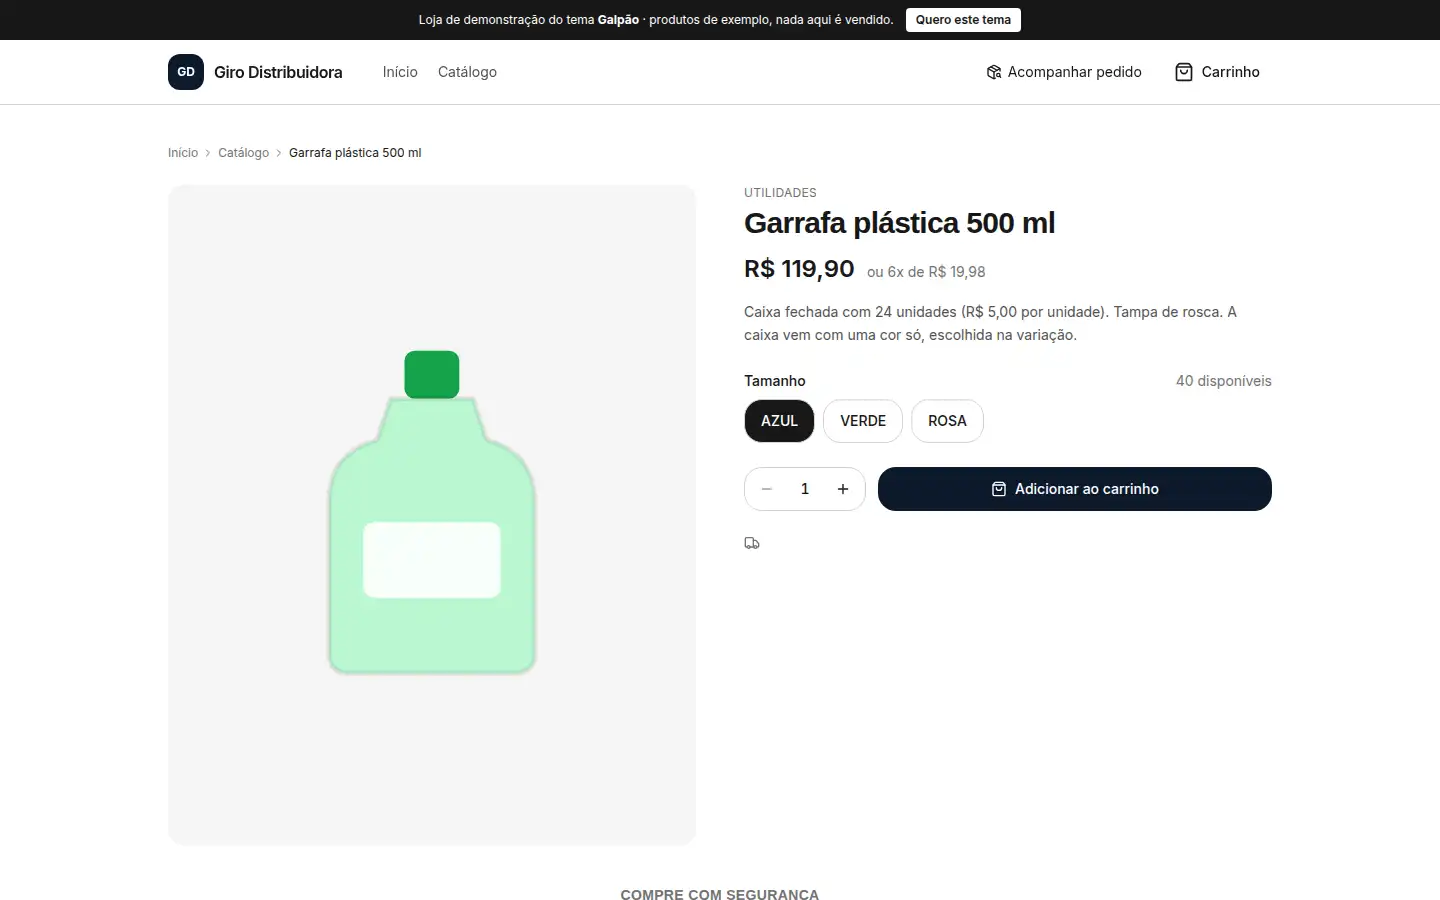 Loja de demonstração do tema Galpão · produtos de exemplo, nada aqui é vendido. Quero este tema
GD Giro Distribuidora Início Catálogo Acompanhar pedido Carrinho
Início > Catálogo > Garrafa plástica 500 ml
UTILIDADES
Garrafa plástica 500 ml
R$ 119,90 ou 6x de R$ 19,98
Caixa fechada com 24 unidades (R$ 5,00 por unidade). Tampa de rosca. A
caixa vem com uma cor só, escolhida na variação.
Tamanho 40 disponíveis
AZUL VERDE ROSA
− 1 + Adicionar ao carrinho
COMPRE COM SEGURANÇA